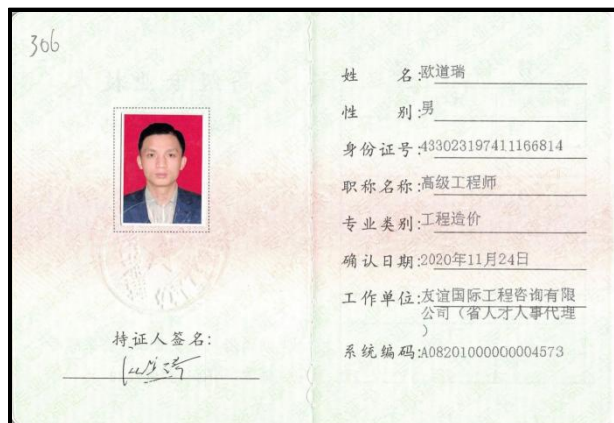 306
持证人签名:
姓 名:欧道瑞
性 别:男
身份证号:433023197411166814
职称名称:高级工程师
专业类别:工程造价
确认日期:2020年11月24日
工作单位:友谊国际工程咨询有限
公司（省人才人事代理
）
系统编码:A08201000000004573